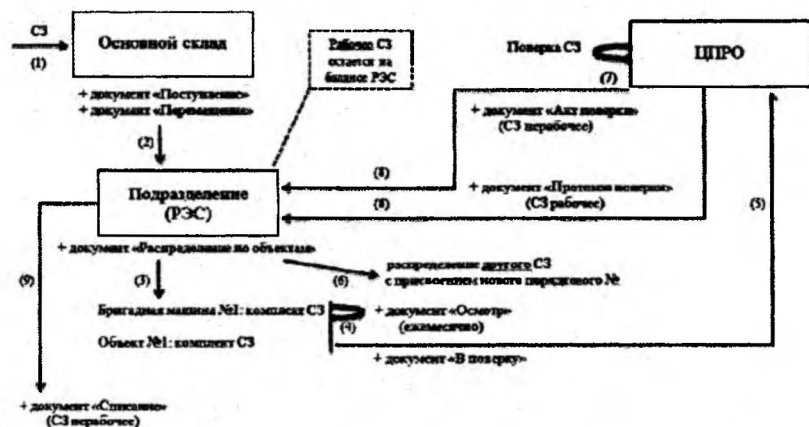 СЗ
(1)
Основной склад
+ документ «Поступление»
+ документ «Перемещение»
(2)
Рабочее СЗ
остается на
балансе РЭС
Поверка СЗ
(7)
ЦПРО
+ документ «Акт поверки»
(СЗ нерабочее)
(8)
+ документ «Протокол поверки»
(СЗ рабочее)
(8)
(5)
Подразделение
(РЭС)
+ документ «Распределение по объектам»
(9)
(3)
(6)
распределение другого СЗ
с присвоением нового порядкового №
Бригадная машина №1: комплект СЗ
(4)
+ документ «Осмотр»
(ежемесячно)
Объект №1: комплект СЗ
+ документ «В поверку»
+ документ «Списание»
(СЗ нерабочее)